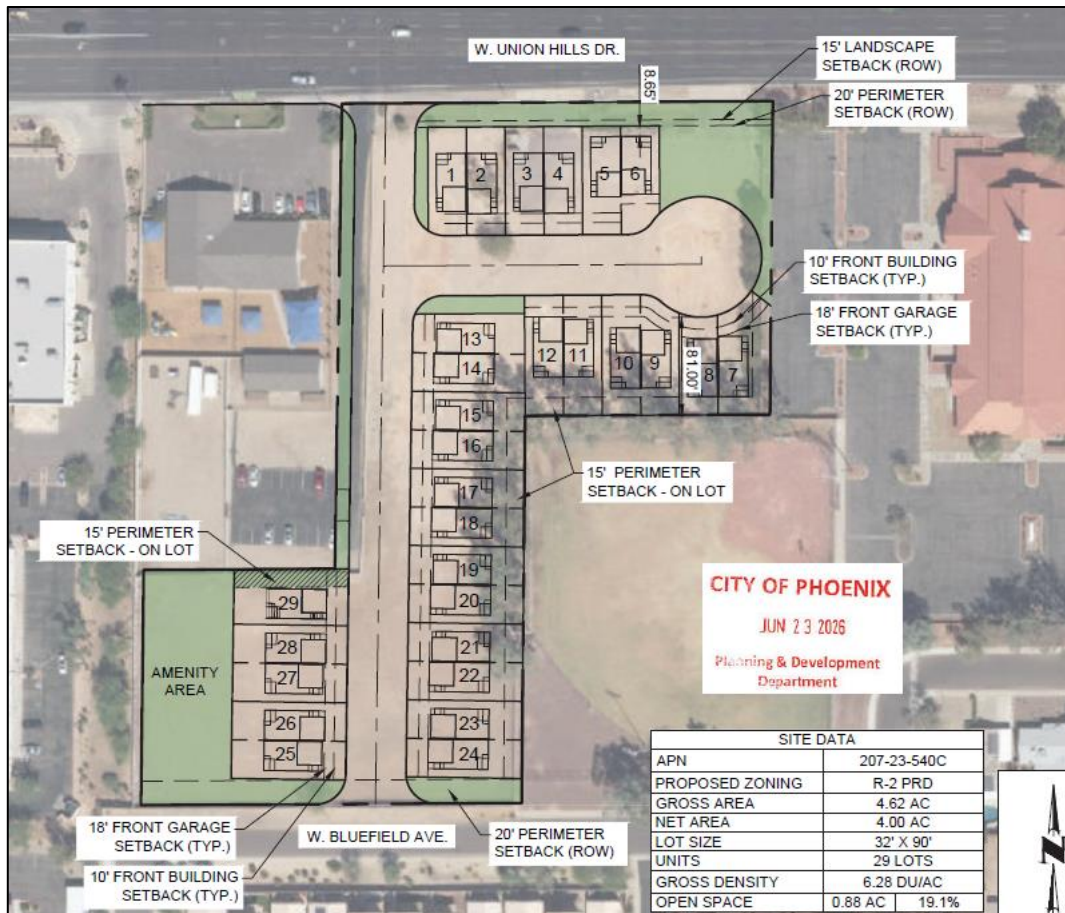 W. UNION HILLS DR.
15' LANDSCAPE
SETBACK (ROW)
20' PERIMETER
SETBACK (ROW)
8.65'
1 2 3 4 5 6
10' FRONT BUILDING
SETBACK (TYP.)
18' FRONT GARAGE
SETBACK (TYP.)
12 11 10 9 8 7
81.00'
13
14
15
16
17
18
19
20
21
22
23
24
15' PERIMETER
SETBACK - ON LOT
15' PERIMETER
SETBACK - ON LOT
29
28
27
26
25
AMENITY
AREA
CITY OF PHOENIX
JUN 23 2026
Planning & Development
Department
18' FRONT GARAGE
SETBACK (TYP.)
10' FRONT BUILDING
SETBACK (TYP.)
W. BLUEFIELD AVE.
20' PERIMETER
SETBACK (ROW)
SITE DATA
APN 207-23-540C
PROPOSED ZONING R-2 PRD
GROSS AREA 4.62 AC
NET AREA 4.00 AC
LOT SIZE 32' X 90'
UNITS 29 LOTS
GROSS DENSITY 6.28 DU/AC
OPEN SPACE 0.88 AC 19.1%
N